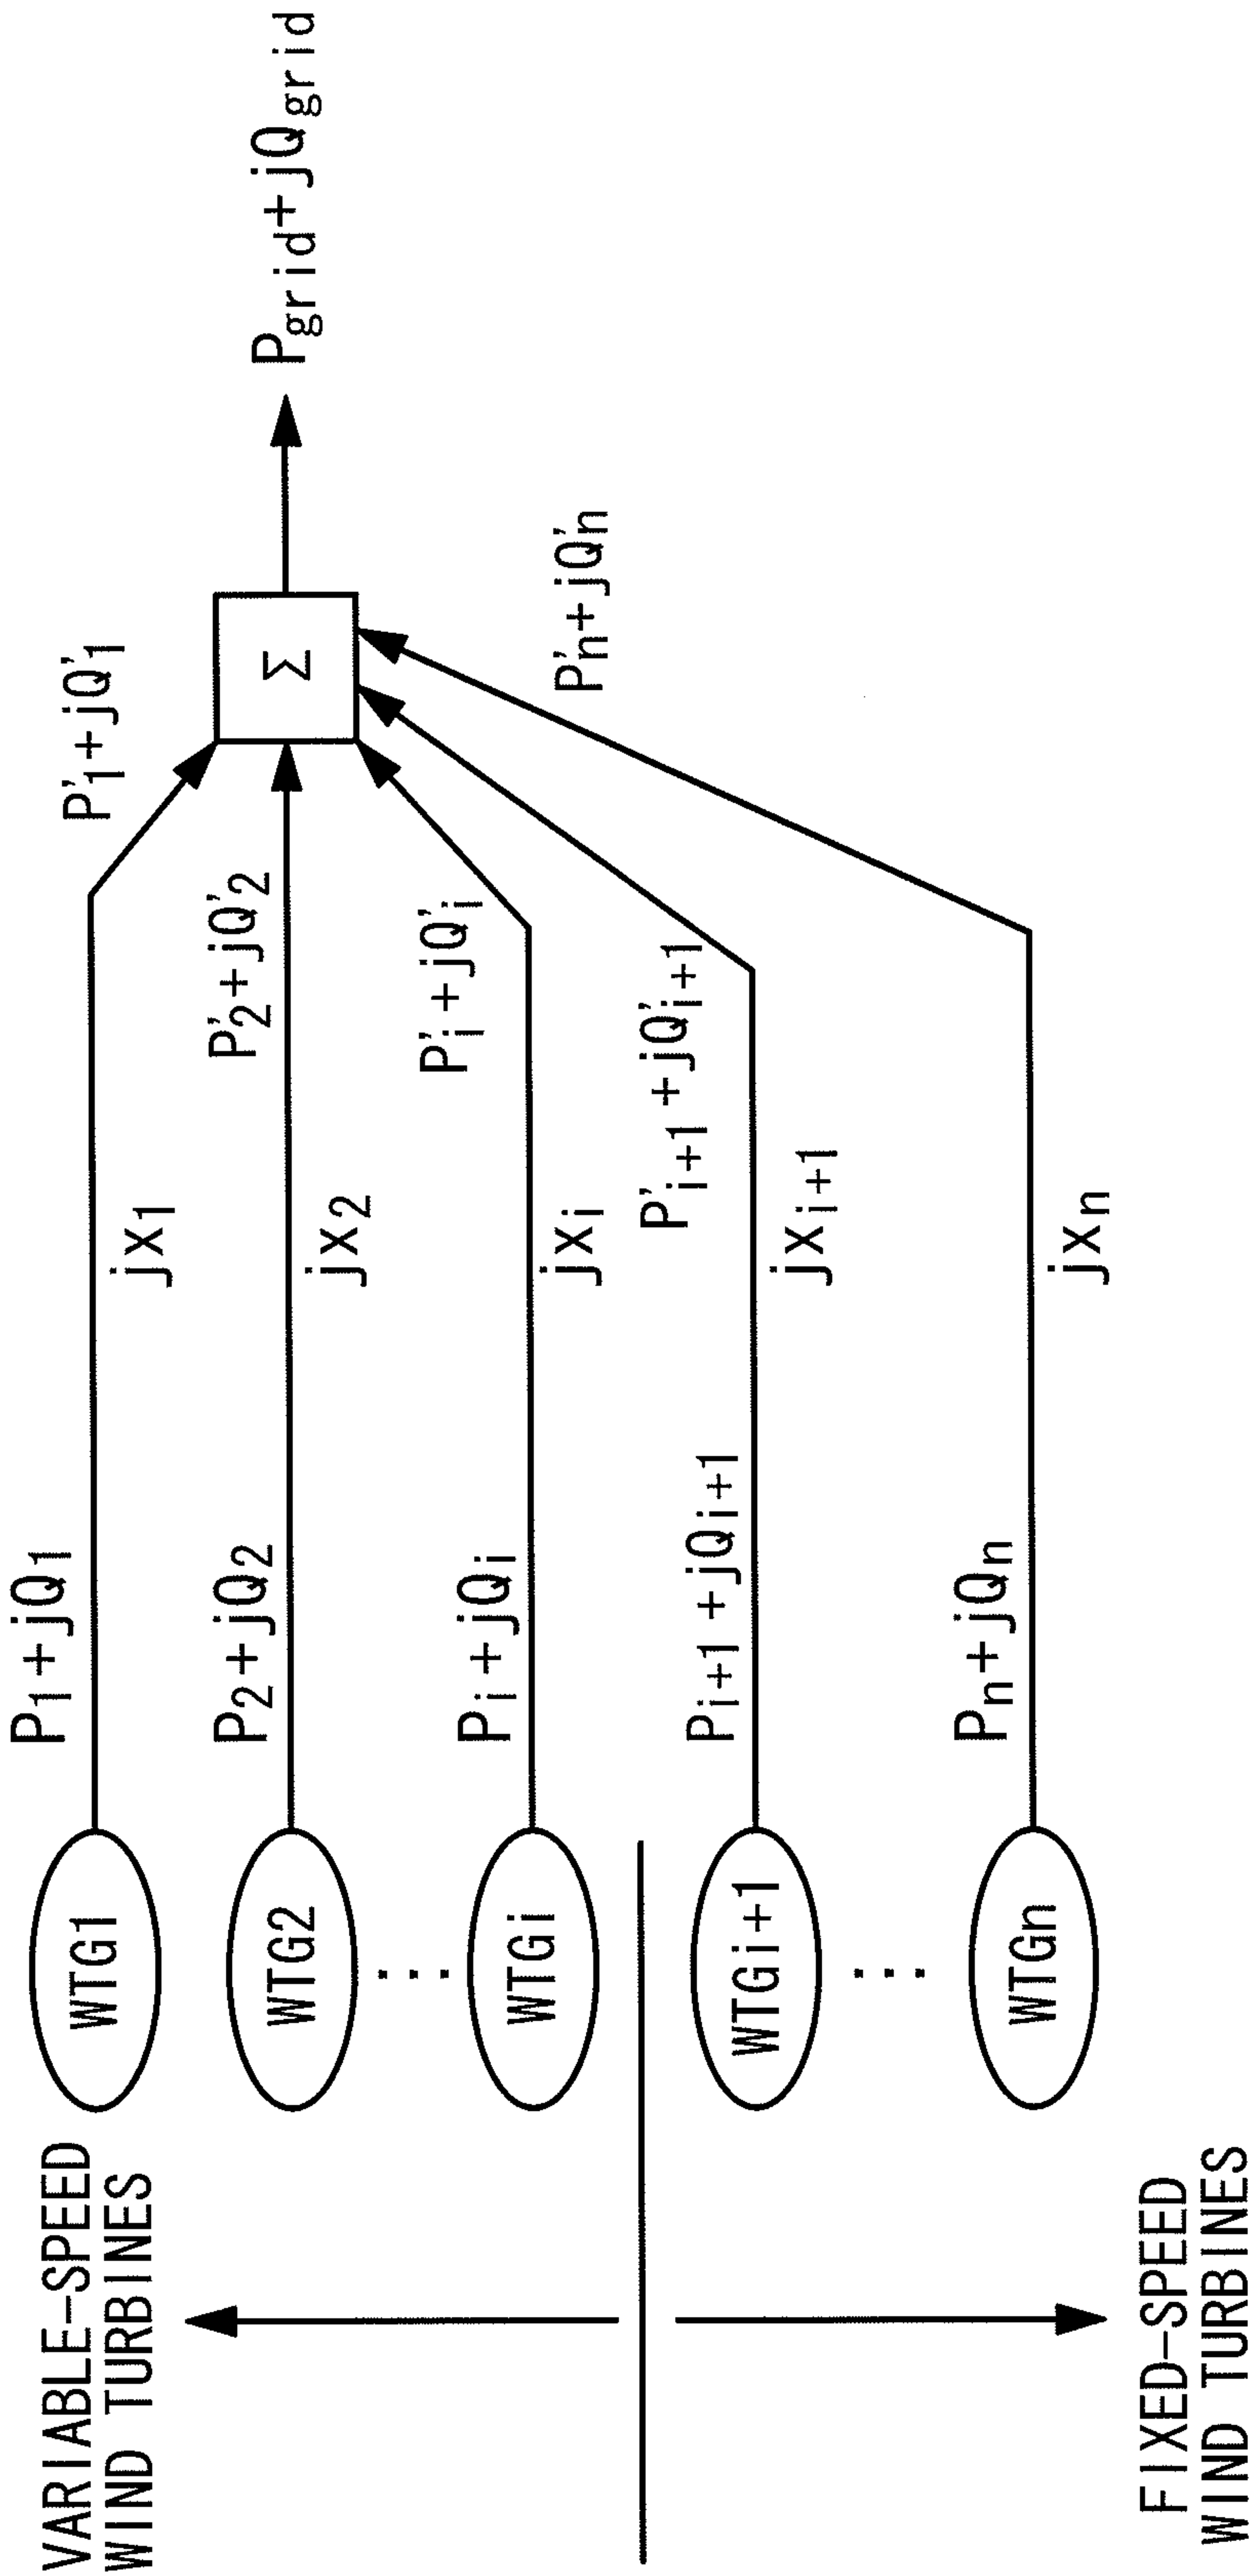 VARIABLE-SPEED
WIND TURBINES
WTG1
P1+jQ1
jx1
P'1+jQ'1
WTG2
P2+jQ2
jx2
P'2+jQ'2
Σ
Pgrid+jQgrid
...
WTGi
Pi+jQi
jxi
P'i+jQ'i
WTGi+1
Pi+1+jQi+1
jxi+1
P'i+1+jQ'i+1
...
WTGn
Pn+jQn
jxn
P'n+jQ'n
FIXED-SPEED
WIND TURBINES